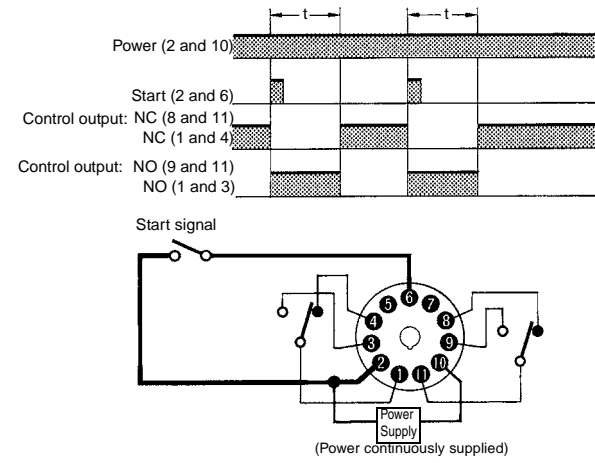 t
t
Power (2 and 10)
Start (2 and 6)
Control output: NC (8 and 11)
NC (1 and 4)
Control output: NO (9 and 11)
NO (1 and 3)
Start signal
6
5
7
4
8
3
9
2
10
1
11
Power
Supply
(Power continuously supplied)